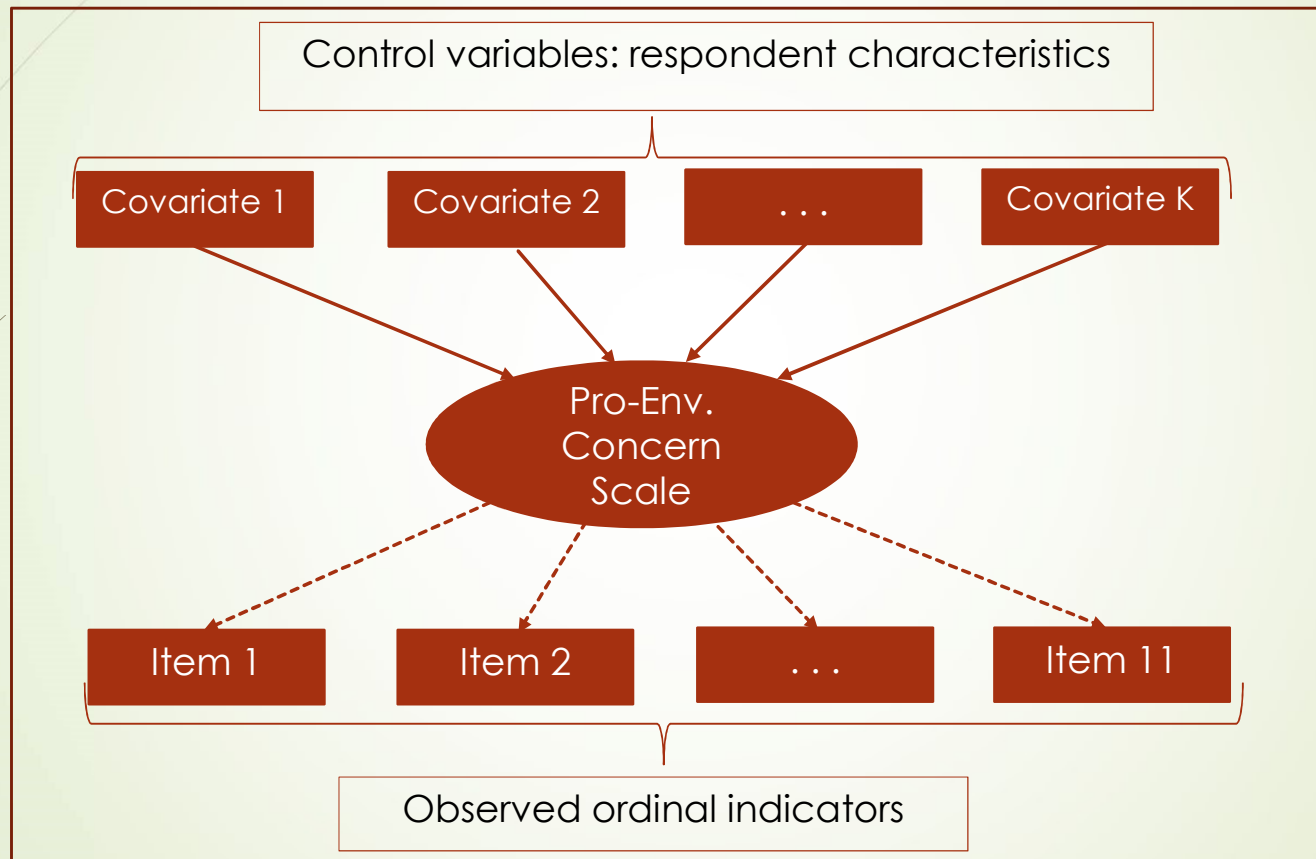 Control variables: respondent characteristics
Covariate 1
Covariate 2
. . .
Covariate K
Pro-Env.
Concern
Scale
Item 1
Item 2
. . .
Item 11
Observed ordinal indicators